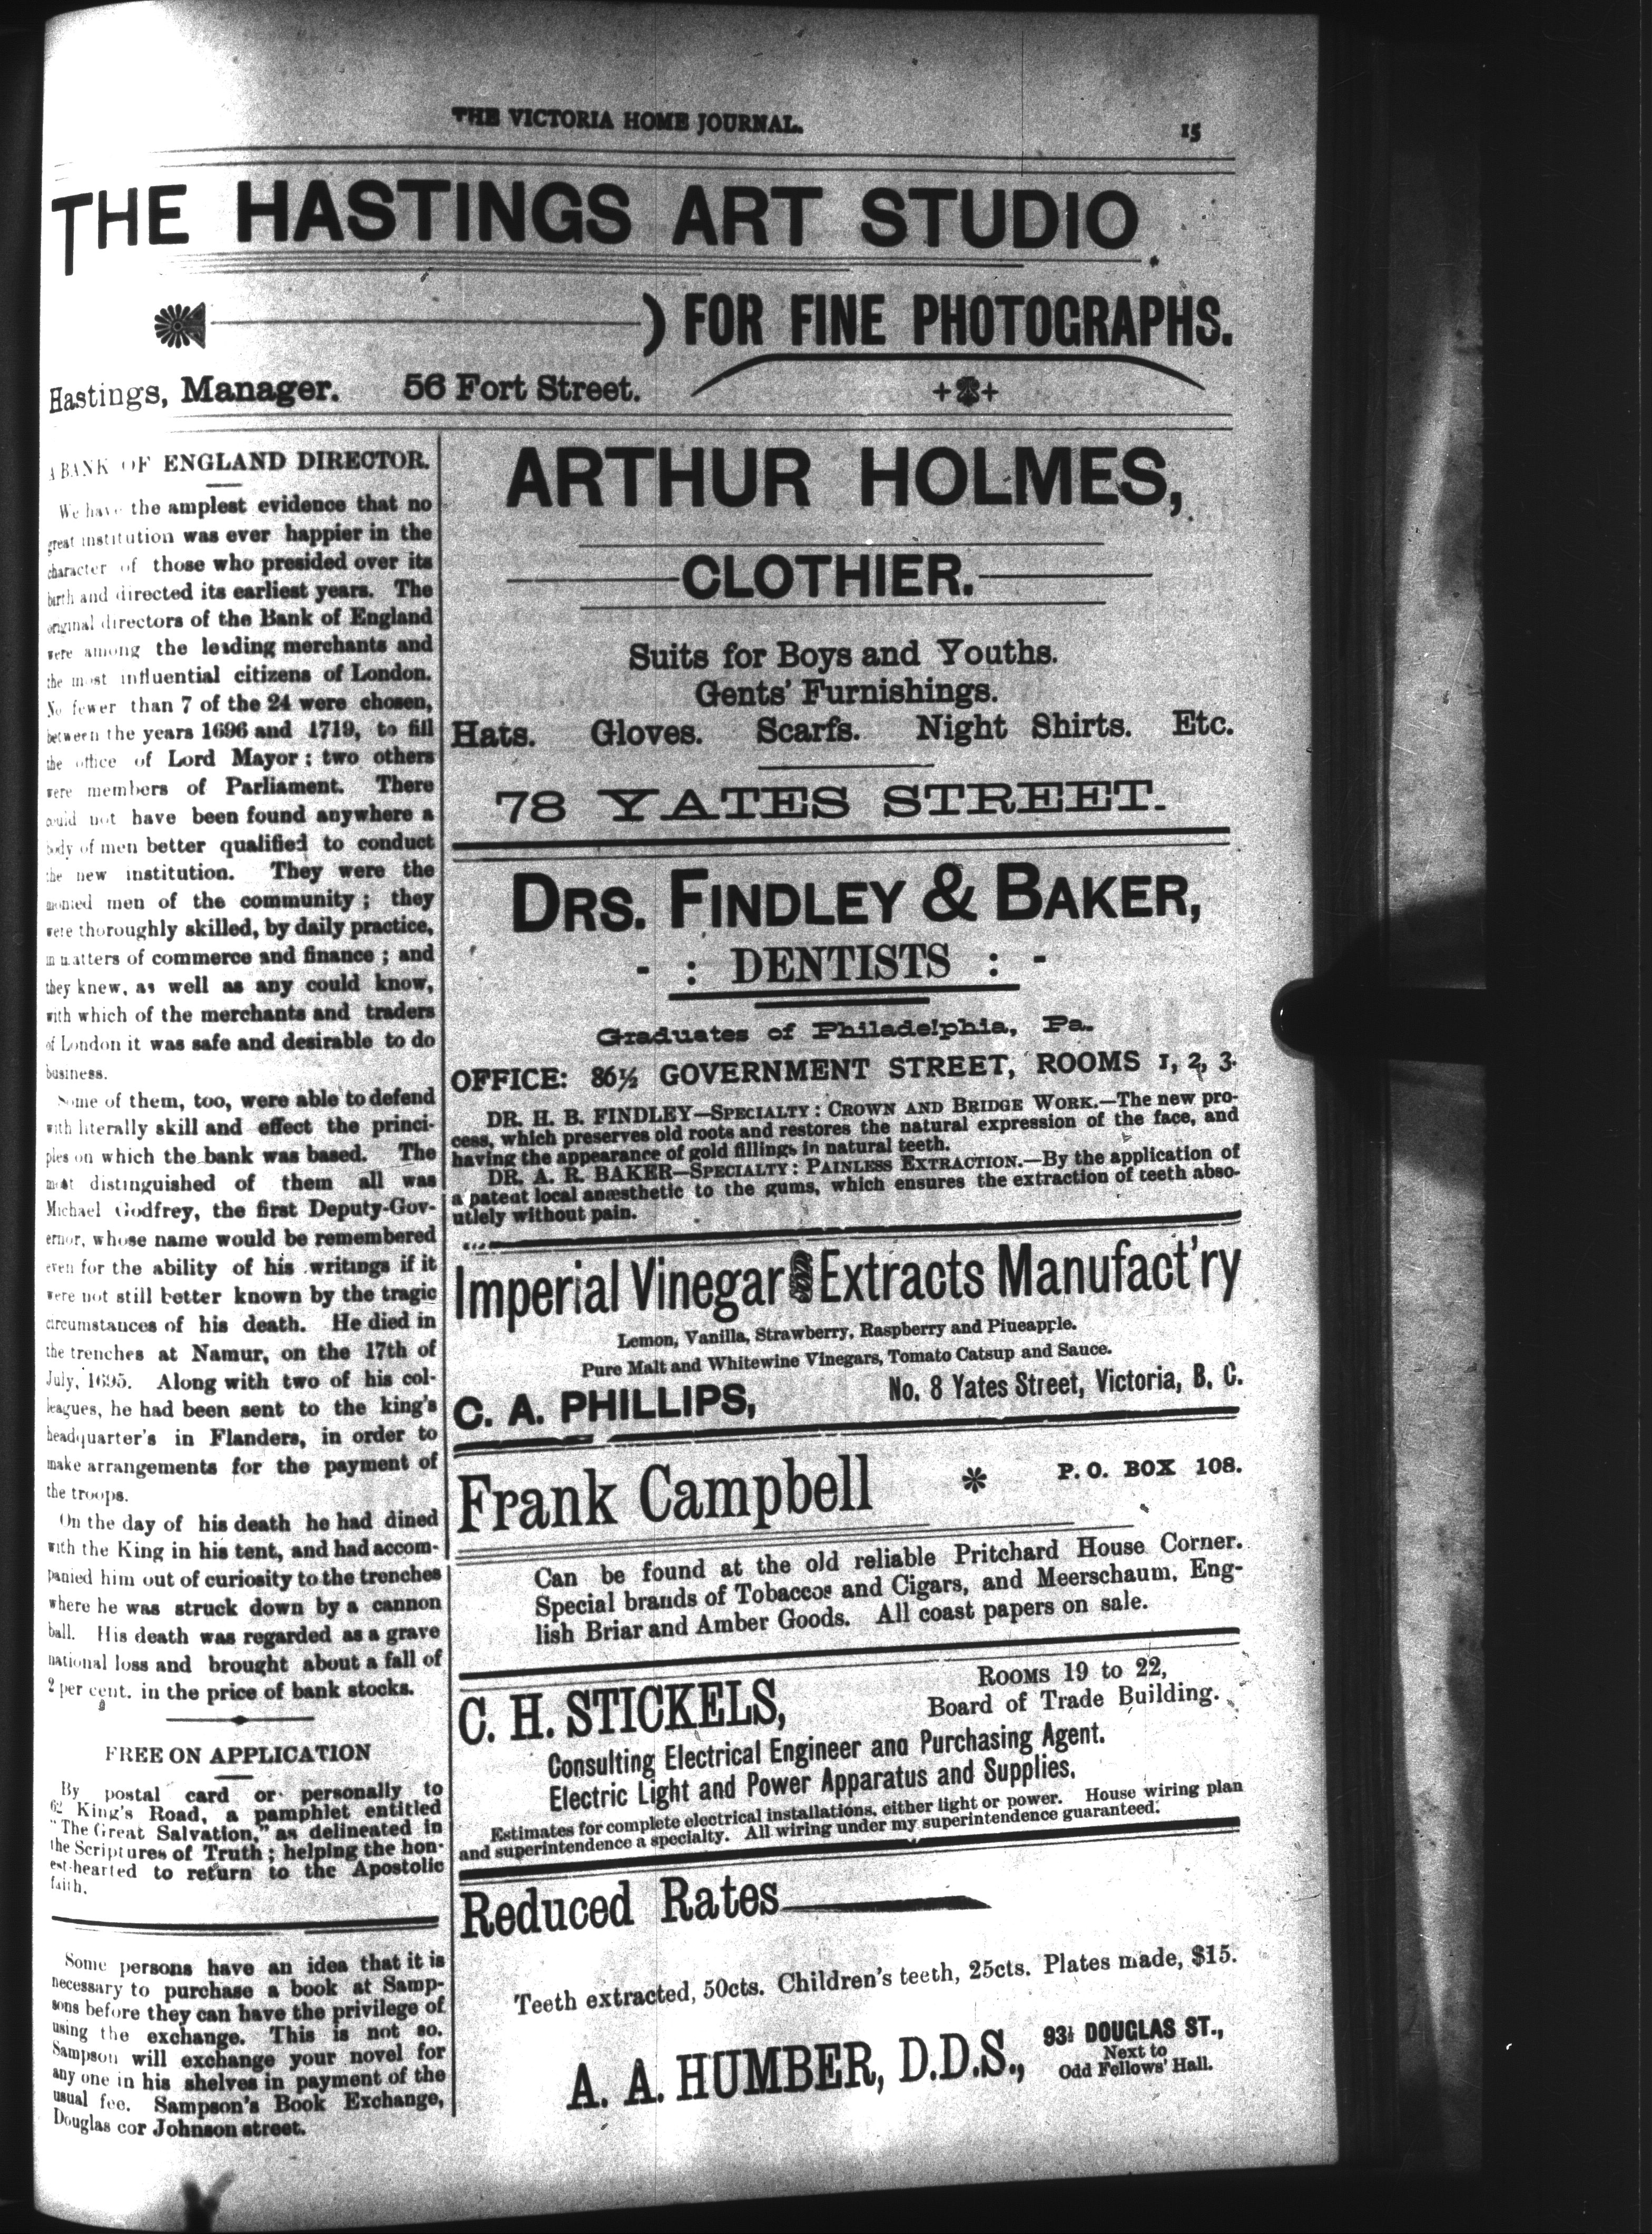 THE VICTORIA HOME JOURNAL.
15
THE HASTINGS ART STUDIO
) FOR FINE PHOTOGRAPHS.
Hastings, Manager. 56 Fort Street.
A BANK OF ENGLAND DIRECTOR.
We have the amplest evidence that no
great institution was ever happier in the
character of those who presided over its
birth and directed its earliest years. The
original directors of the Bank of England
were among the leading merchants and
the most influential citizens of London.
No fewer than 7 of the 24 were chosen,
between the years 1696 and 1719, to fill
the office of Lord Mayor; two others
were members of Parliament. There
could not have been found anywhere a
body of men better qualified to conduct
the new institution. They were the
monied men of the community; they
were thoroughly skilled, by daily practice,
in matters of commerce and finance; and
they knew, as well as any could know,
with which of the merchants and traders
of London it was safe and desirable to do
business.
Some of them, too, were able to defend
with literally skill and effect the princi-
ples on which the bank was based. The
most distinguished of them all was
Michael Godfrey, the first Deputy-Gov-
ernor, whose name would be remembered
even for the ability of his writings if it
were not still better known by the tragic
circumstances of his death. He died in
the trenches at Namur, on the 17th of
July, 1695. Along with two of his col-
leagues, he had been sent to the king's
headquarter's in Flanders, in order to
make arrangements for the payment of
the troops.
On the day of his death he had dined
with the King in his tent, and had accom-
panied him out of curiosity to the trenches
where he was struck down by a cannon
ball. His death was regarded as a grave
national loss and brought about a fall of
2 per cent. in the price of bank stocks.
FREE ON APPLICATION
By postal card or personally to
62 King's Road, a pamphlet entitled
"The Great Salvation," as delineated in
the Scriptures of Truth; helping the hon-
est-hearted to return to the Apostolic
faith.
Some persons have an idea that it is
necessary to purchase a book at Samp-
sons before they can have the privilege of
using the exchange. This is not so.
Sampson will exchange your novel for
any one in his shelves in payment of the
usual fee. Sampson's Book Exchange,
Douglas cor Johnson street.
ARTHUR HOLMES,
CLOTHIER.
Suits for Boys and Youths.
Gents' Furnishings.
Hats. Gloves. Scarfs. Night Shirts. Etc.
78 YATES STREET.
DRS. FINDLEY & BAKER,
- : DENTISTS : -
Graduates of Philadelphia, Pa.
OFFICE: 86½ GOVERNMENT STREET, ROOMS 1, 2, 3.
DR. H. B. FINDLEY—SPECIALTY: CROWN AND BRIDGE WORK.—The new pro-
cess, which preserves old roots and restores the natural expression of the face, and
having the appearance of gold fillings in natural teeth.
DR. A. R. BAKER—SPECIALTY: PAINLESS EXTRACTION.—By the application of
a patent local anæsthetic to the gums, which ensures the extraction of teeth abso-
utlely without pain.
Imperial Vinegar and Extracts Manufact'ry
Lemon, Vanilla, Strawberry, Raspberry and Pineapple.
Pure Malt and Whitewine Vinegars, Tomato Catsup and Sauce.
C. A. PHILLIPS, No. 8 Yates Street, Victoria, B. C.
Frank Campbell * P. O. BOX 108.
Can be found at the old reliable Pritchard House Corner.
Special brands of Tobaccos and Cigars, and Meerschaum, Eng-
lish Briar and Amber Goods. All coast papers on sale.
C. H. STICKELS, ROOMS 19 to 22,
Board of Trade Building.
Consulting Electrical Engineer and Purchasing Agent.
Electric Light and Power Apparatus and Supplies.
Estimates for complete electrical installations, either light or power. House wiring plan
and superintendence a specialty. All wiring under my superintendence guaranteed.
Reduced Rates
Teeth extracted, 50cts. Children's teeth, 25cts. Plates made, $15.
A. A. HUMBER, D.D.S., 93½ DOUGLAS ST.,
Next to
Odd Fellows' Hall.